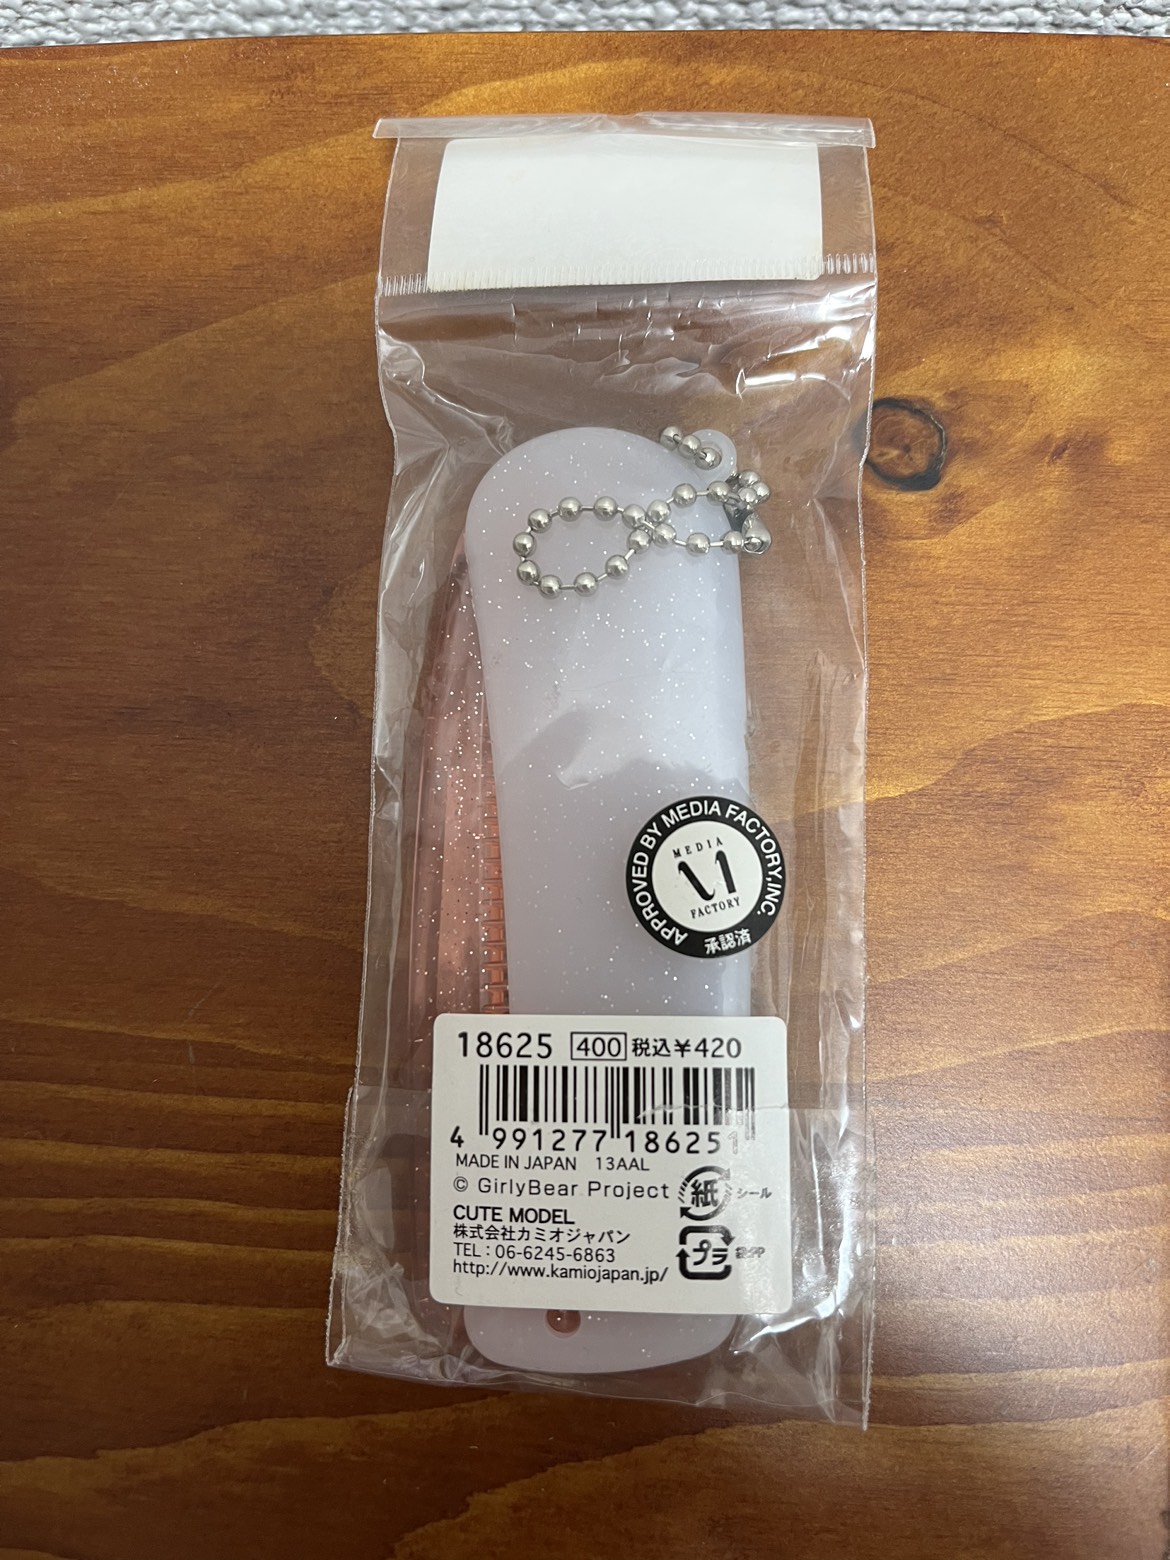 APPROVED BY MEDIA FACTORY,INC.
MEDIA
FACTORY
承認済
18625 400 税込¥420
4 991277 186251
MADE IN JAPAN 13AAL
© GirlyBear Project
紙 シール
CUTE MODEL
株式会社カミオジャパン
TEL：06-6245-6863
プラ 袋:PP
http://www.kamiojapan.jp/